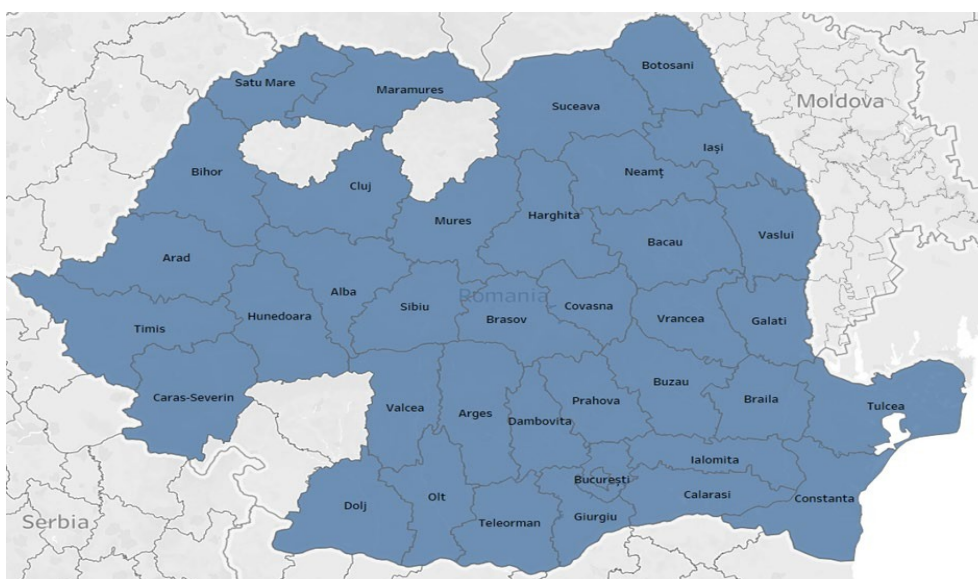 Botosani
Satu Mare
Maramures
Suceava
Moldova
Iași
Bihor
Cluj
Neamț
Mures
Harghita
Vaslui
Bacau
Arad
Alba
Sibiu
Romania
Covasna
Hunedoara
Timis
Brasov
Vrancea
Galati
Buzau
Caras-Severin
Prahova
Braila
Valcea
Arges
Tulcea
Dambovita
Ialomita
București
Calarasi
Constanta
Olt
Dolj
Giurgiu
Teleorman
Serbia